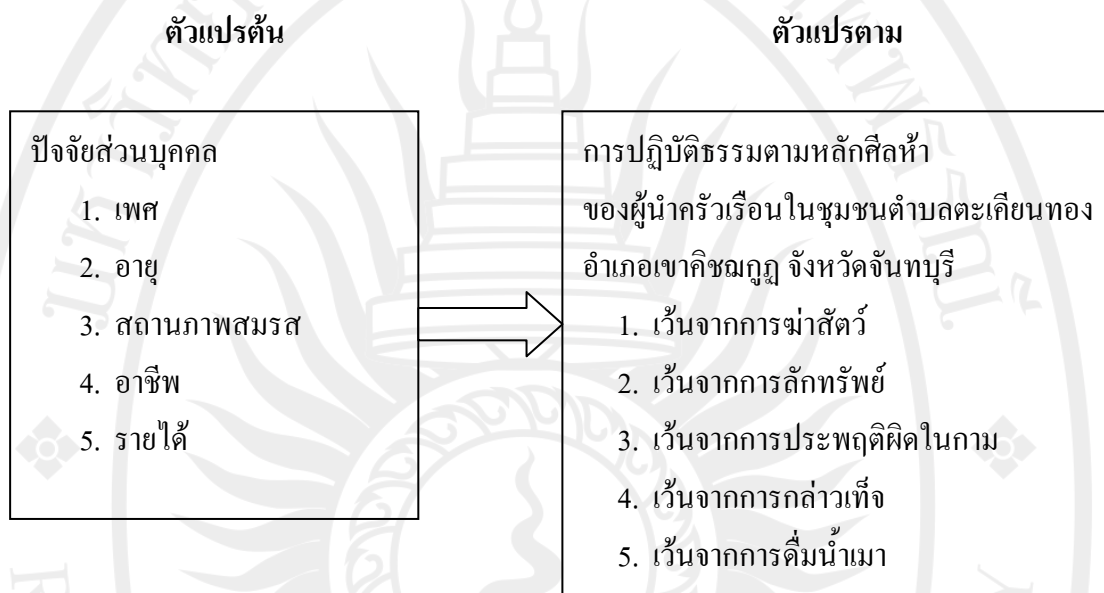 ตัวแปรต้น
ตัวแปรตาม
ปัจจัยส่วนบุคคล
1. เพศ
2. อายุ
3. สถานภาพสมรส
4. อาชีพ
5. รายได้
การปฏิบัติธรรมตามหลักศีลห้า
ของผู้นำครัวเรือนในชุมชนตำบลตะเคียนทอง
อำเภอเขาคิชฌกูฏ จังหวัดจันทบุรี
1. เว้นจากการฆ่าสัตว์
2. เว้นจากการลักทรัพย์
3. เว้นจากการประพฤติผิดในกาม
4. เว้นจากการกล่าวเท็จ
5. เว้นจากการดื่มน้ำเมา